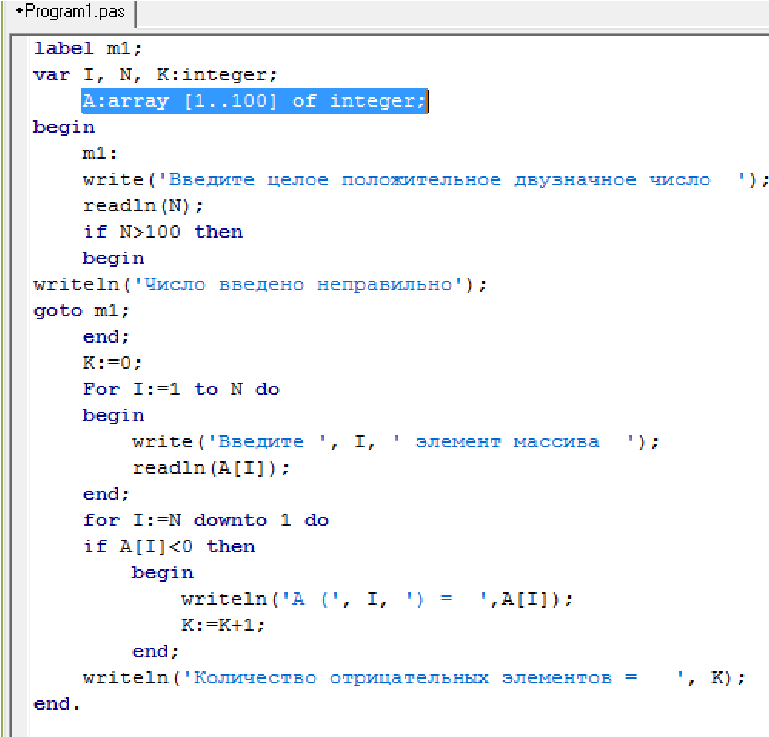 •Program1.pas
label m1;
var I, N, K:integer;
A:array [1..100] of integer;
begin
m1:
write('Введите целое положительное двузначное число  ');
readln(N);
if N>100 then
begin
writeln('Число введено неправильно');
goto m1;
end;
K:=0;
For I:=1 to N do
begin
write('Введите ', I, ' элемент массива  ');
readln(A[I]);
end;
for I:=N downto 1 do
if A[I]<0 then
begin
writeln('A (', I, ') =  ',A[I]);
K:=K+1;
end;
writeln('Количество отрицательных элементов =   ', K);
end.